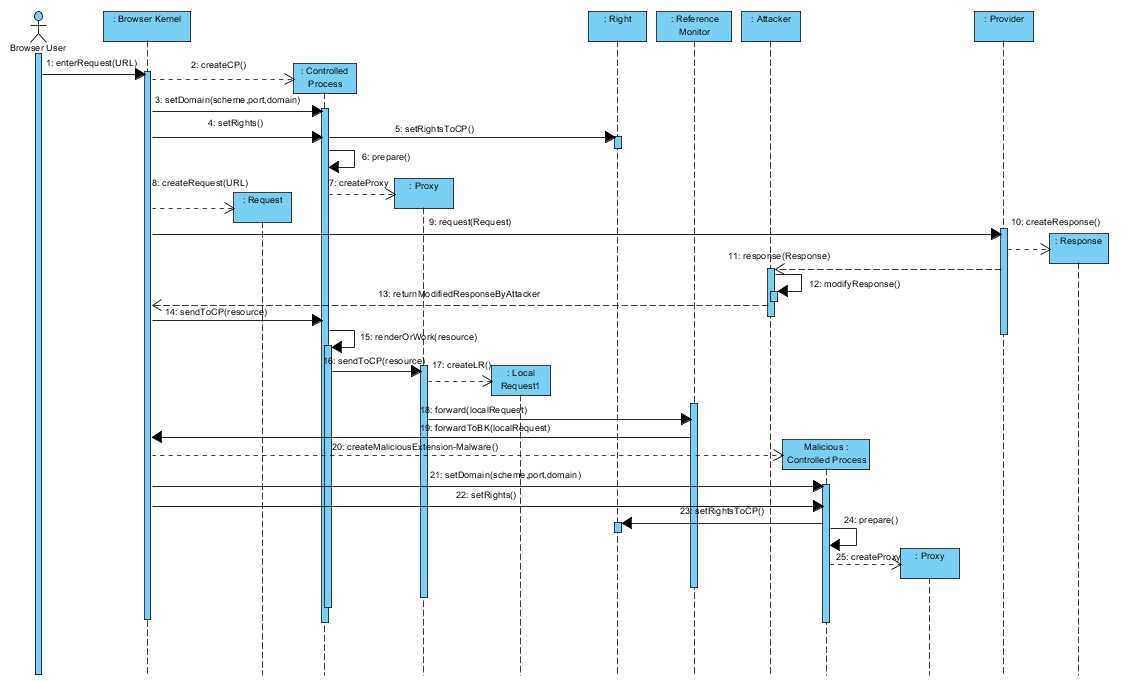 : Browser Kernel
: Right
: Reference
Monitor
: Attacker
: Provider
Browser User
1: enterRequest(URL)
2: createCP()
: Controlled
Process
3: setDomain(scheme,port,domain)
4: setRights()
5: setRightsToCP()
6: prepare()
8: createRequest(URL)
7: createProxy
: Proxy
: Request
9: request(Request)
10: createResponse()
: Response
11: response(Response)
12: modifyResponse()
13: returnModifiedResponseByAttacker
14: sendToCP(resource)
15: renderOrWork(resource)
16: sendToCP(resource)
17: createLR()
: Local
Request1
18: forward(localRequest)
19: forwardToBK(localRequest)
20: createMaliciousExtension-Malware()
Malicious :
Controlled Process
21: setDomain(scheme,port,domain)
22: setRights()
23: setRightsToCP()
24: prepare()
25: createProxy
: Proxy